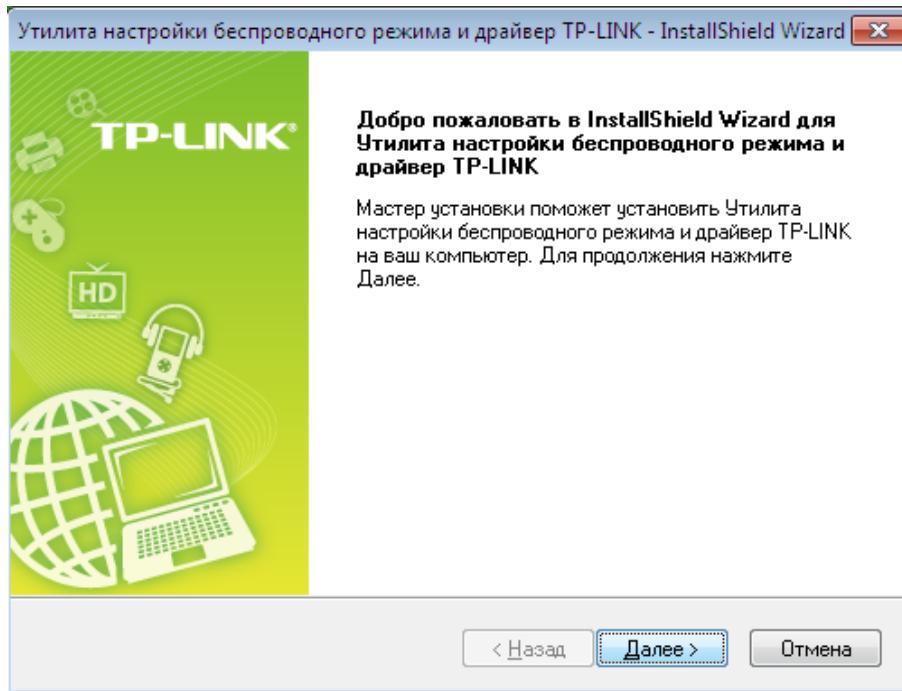 Утилита настройки беспроводного режима и драйвер TP-LINK - InstallShield Wizard
TP-LINK®
HD
Добро пожаловать в InstallShield Wizard для
Утилита настройки беспроводного режима и
драйвер TP-LINK
Мастер установки поможет установить Утилита
настройки беспроводного режима и драйвер TP-LINK
на ваш компьютер. Для продолжения нажмите
Далее.
< Назад
Далее >
Отмена